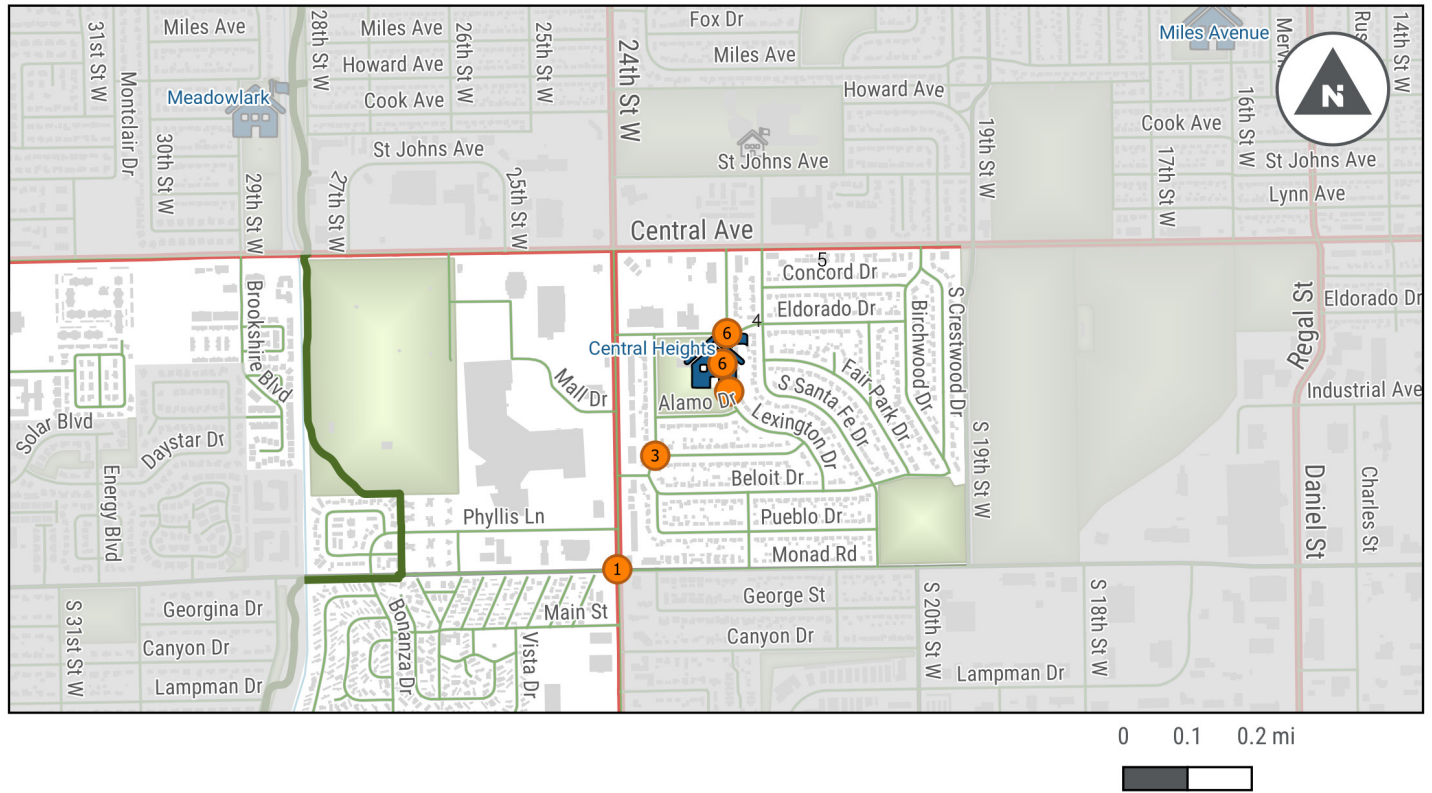 Fox Dr
Miles Ave
Miles Ave
Miles Avenue
Miles Ave
31st St W
28th St W
26th St W
25th St W
24th St W
14th St W
Howard Ave
Howard Ave
Montclair Dr
Meadowlark
Cook Ave
Cook Ave
N
16th St W
19th St W
30th St W
St Johns Ave
St Johns Ave
St Johns Ave
17th St W
29th St W
<27th St W
25th St W
Lynn Ave
Central Ave
5
Concord Dr
Eldorado Dr
Eldorado Dr
S Crestwood Dr
Birchwood Dr
Regal St
Brookshire Blvd
4
6
Central Heights
6
Fair Park Dr
S Santa Fe Dr
Mall Dr
Alamo Dr
Lexington Dr
Industrial Ave
Solar Blvd
Daystar Dr
3
S 19th St W
Energy Blvd
Beloit Dr
Daniel St
Charles St
Phyllis Ln
Pueblo Dr
Monad Rd
1
Georgina Dr
Main St
George St
S 31st St W
Bonanza Dr
Vista Dr
S 20th St W
S 18th St W
Canyon Dr
Canyon Dr
Lampman Dr
Lampman Dr
0 0.1 0.2 mi